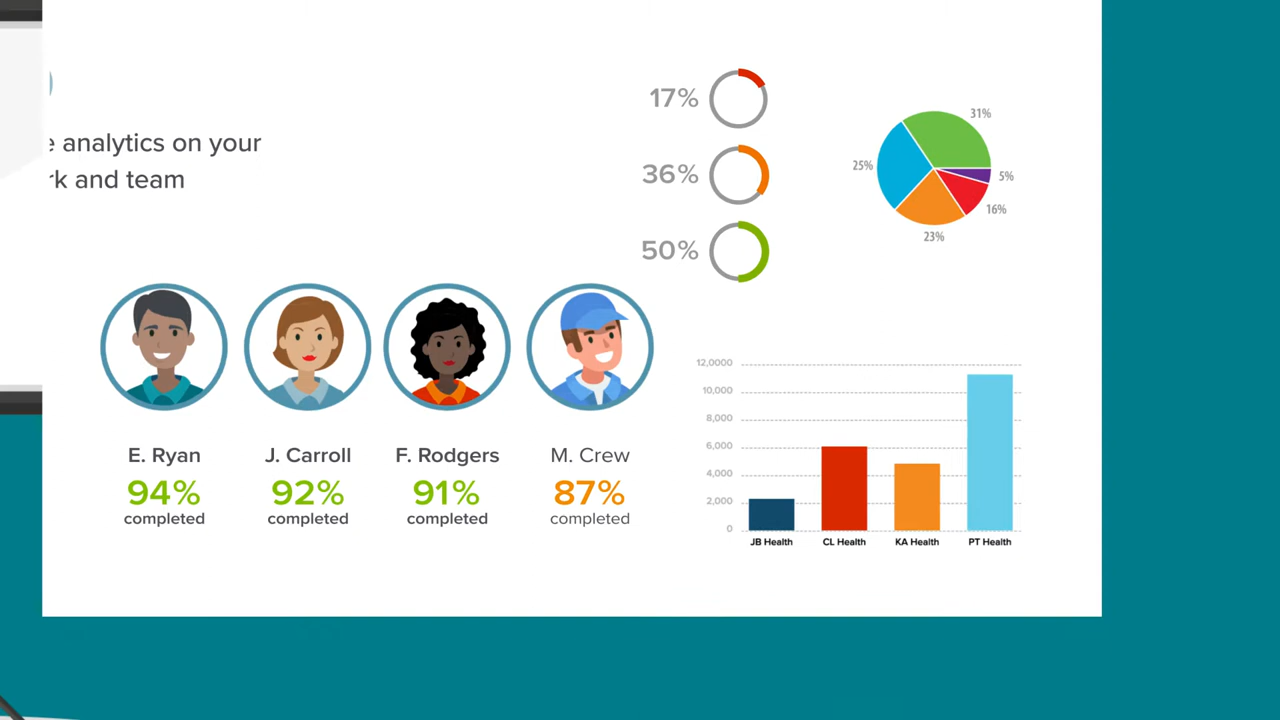 e analytics on your
rk and team
17%
36%
50%
31%
25%
5%
16%
23%
E. Ryan
94%
completed
J. Carroll
92%
completed
F. Rodgers
91%
completed
M. Crew
87%
completed
12,0000
10,000
8,000
6,000
4,000
2,000
0
JB Health
CL Health
KA Health
PT Health